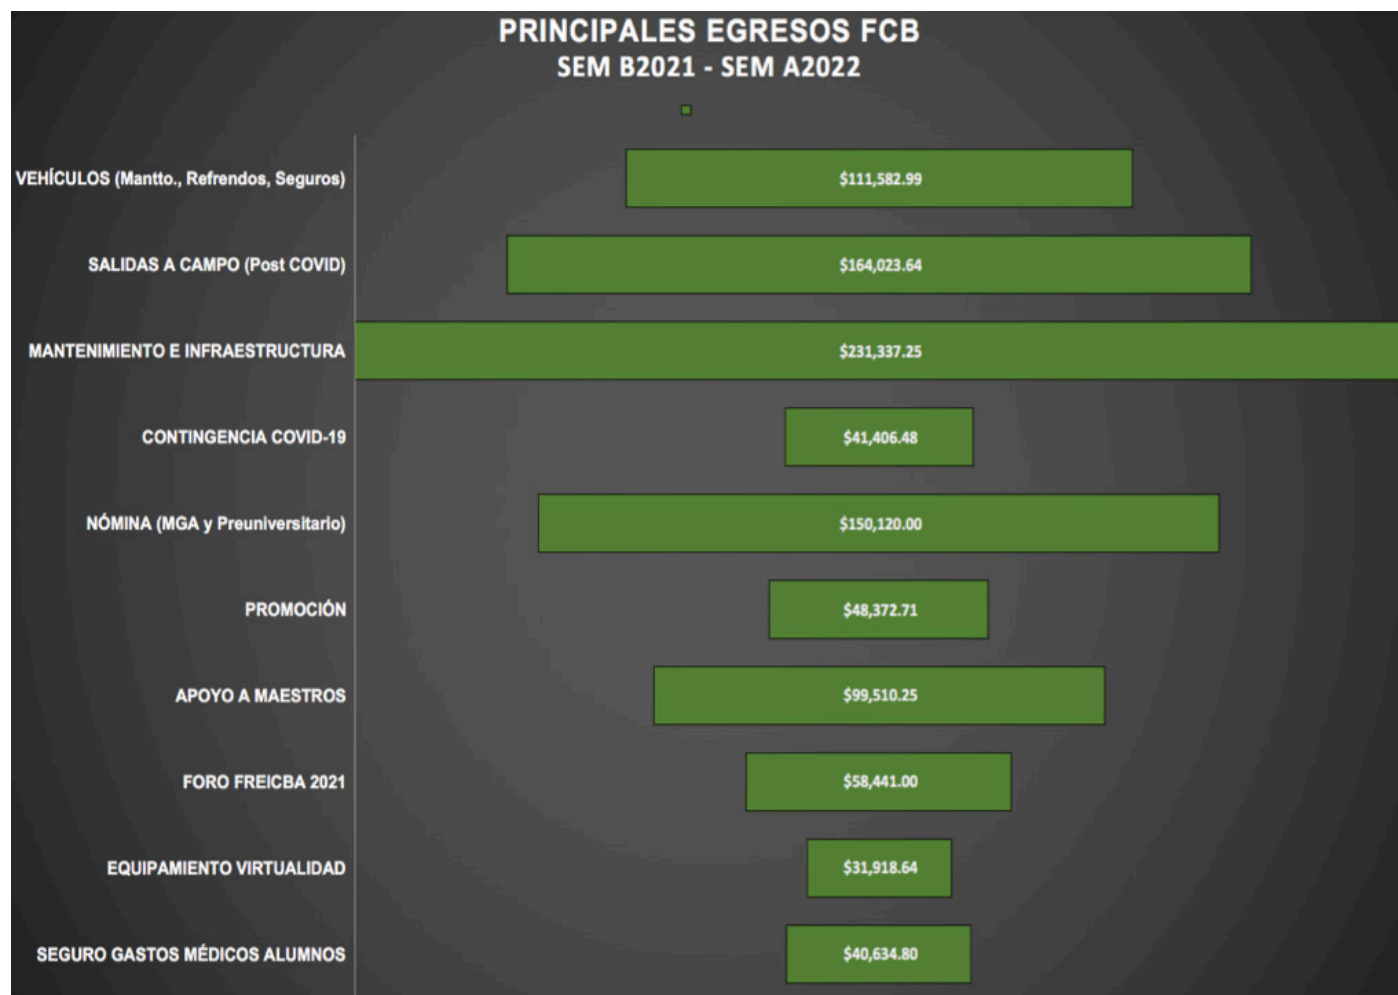 PRINCIPALES EGRESOS FCB
SEM B2021 - SEM A2022
VEHÍCULOS (Mantto., Refrendos, Seguros) $111,582.99
SALIDAS A CAMPO (Post COVID) $164,023.64
MANTENIMIENTO E INFRAESTRUCTURA $231,337.25
CONTINGENCIA COVID-19 $41,406.48
NÓMINA (MGA y Preuniversitario) $150,120.00
PROMOCIÓN $48,372.71
APOYO A MAESTROS $99,510.25
FORO FREICBA 2021 $58,441.00
EQUIPAMIENTO VIRTUALIDAD $31,918.64
SEGURO GASTOS MÉDICOS ALUMNOS $40,634.80